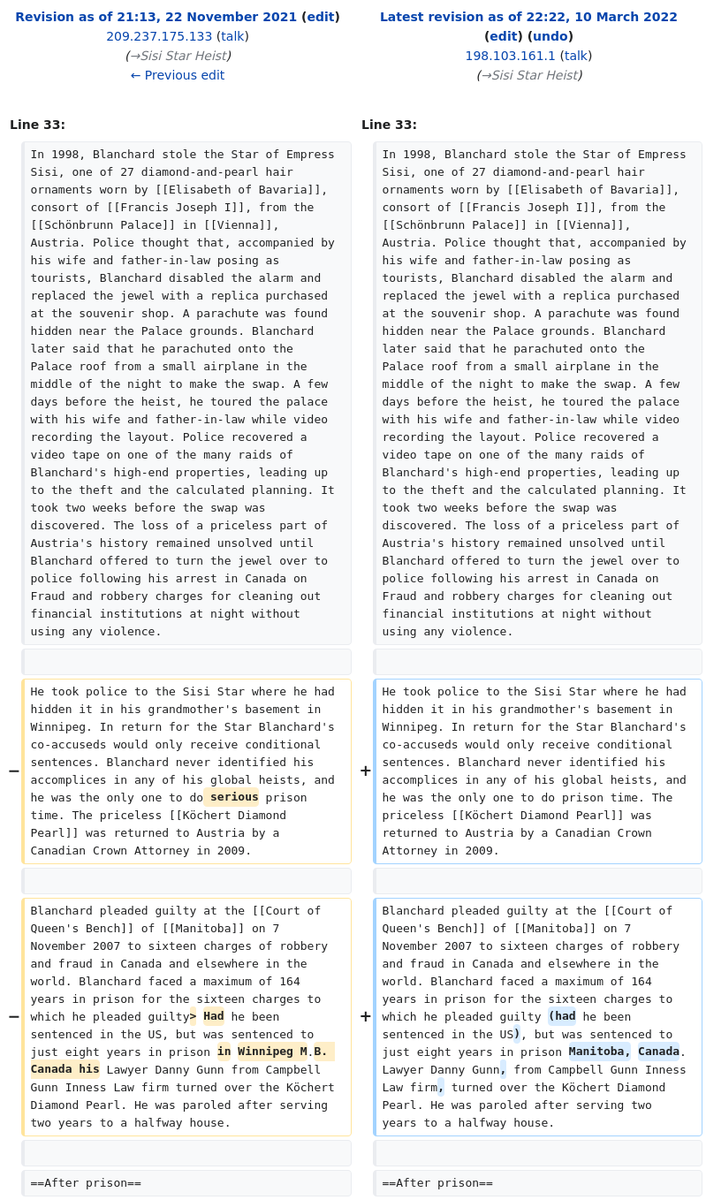 Revision as of 21:13, 22 November 2021 (edit)
209.237.175.133 (talk)
(→Sisi Star Heist)
← Previous edit
Latest revision as of 22:22, 10 March 2022
(edit) (undo)
198.103.161.1 (talk)
(→Sisi Star Heist)
Line 33:
In 1998, Blanchard stole the Star of Empress
Sisi, one of 27 diamond-and-pearl hair
ornaments worn by [[Elisabeth of Bavaria]],
consort of [[Francis Joseph I]], from the
[[Schönbrunn Palace]] in [[Vienna]],
Austria. Police thought that, accompanied by
his wife and father-in-law posing as
tourists, Blanchard disabled the alarm and
replaced the jewel with a replica purchased
at the souvenir shop. A parachute was found
hidden near the Palace grounds. Blanchard
later said that he parachuted onto the
Palace roof from a small airplane in the
middle of the night to make the swap. A few
days before the heist, he toured the palace
with his wife and father-in-law while video
recording the layout. Police recovered a
video tape on one of the many raids of
Blanchard's high-end properties, leading up
to the theft and the calculated planning. It
took two weeks before the swap was
discovered. The loss of a priceless part of
Austria's history remained unsolved until
Blanchard offered to turn the jewel over to
police following his arrest in Canada on
Fraud and robbery charges for cleaning out
financial institutions at night without
using any violence.
Line 33:
In 1998, Blanchard stole the Star of Empress
Sisi, one of 27 diamond-and-pearl hair
ornaments worn by [[Elisabeth of Bavaria]],
consort of [[Francis Joseph I]], from the
[[Schönbrunn Palace]] in [[Vienna]],
Austria. Police thought that, accompanied by
his wife and father-in-law posing as
tourists, Blanchard disabled the alarm and
replaced the jewel with a replica purchased
at the souvenir shop. A parachute was found
hidden near the Palace grounds. Blanchard
later said that he parachuted onto the
Palace roof from a small airplane in the
middle of the night to make the swap. A few
days before the heist, he toured the palace
with his wife and father-in-law while video
recording the layout. Police recovered a
video tape on one of the many raids of
Blanchard's high-end properties, leading up
to the theft and the calculated planning. It
took two weeks before the swap was
discovered. The loss of a priceless part of
Austria's history remained unsolved until
Blanchard offered to turn the jewel over to
police following his arrest in Canada on
Fraud and robbery charges for cleaning out
financial institutions at night without
using any violence.
−
He took police to the Sisi Star where he had
hidden it in his grandmother's basement in
Winnipeg. In return for the Star Blanchard's
co-accuseds would only receive conditional
sentences. Blanchard never identified his
accomplices in any of his global heists, and
he was the only one to do serious prison
time. The priceless [[Köchert Diamond
Pearl]] was returned to Austria by a
Canadian Crown Attorney in 2009.
+
He took police to the Sisi Star where he had
hidden it in his grandmother's basement in
Winnipeg. In return for the Star Blanchard's
co-accuseds would only receive conditional
sentences. Blanchard never identified his
accomplices in any of his global heists, and
he was the only one to do prison time. The
priceless [[Köchert Diamond Pearl]] was
returned to Austria by a Canadian Crown
Attorney in 2009.
−
Blanchard pleaded guilty at the [[Court of
Queen's Bench]] of [[Manitoba]] on 7
November 2007 to sixteen charges of robbery
and fraud in Canada and elsewhere in the
world. Blanchard faced a maximum of 164
years in prison for the sixteen charges to
which he pleaded guilty> Had he been
sentenced in the US, but was sentenced to
just eight years in prison in Winnipeg M.B.
Canada his Lawyer Danny Gunn from Campbell
Gunn Inness Law firm turned over the Köchert
Diamond Pearl. He was paroled after serving
two years to a halfway house.
+
Blanchard pleaded guilty at the [[Court of
Queen's Bench]] of [[Manitoba]] on 7
November 2007 to sixteen charges of robbery
and fraud in Canada and elsewhere in the
world. Blanchard faced a maximum of 164
years in prison for the sixteen charges to
which he pleaded guilty (had he been
sentenced in the US), but was sentenced to
just eight years in prison Manitoba, Canada.
Lawyer Danny Gunn, from Campbell Gunn Inness
Law firm, turned over the Köchert Diamond
Pearl. He was paroled after serving two
years to a halfway house.
==After prison==
==After prison==